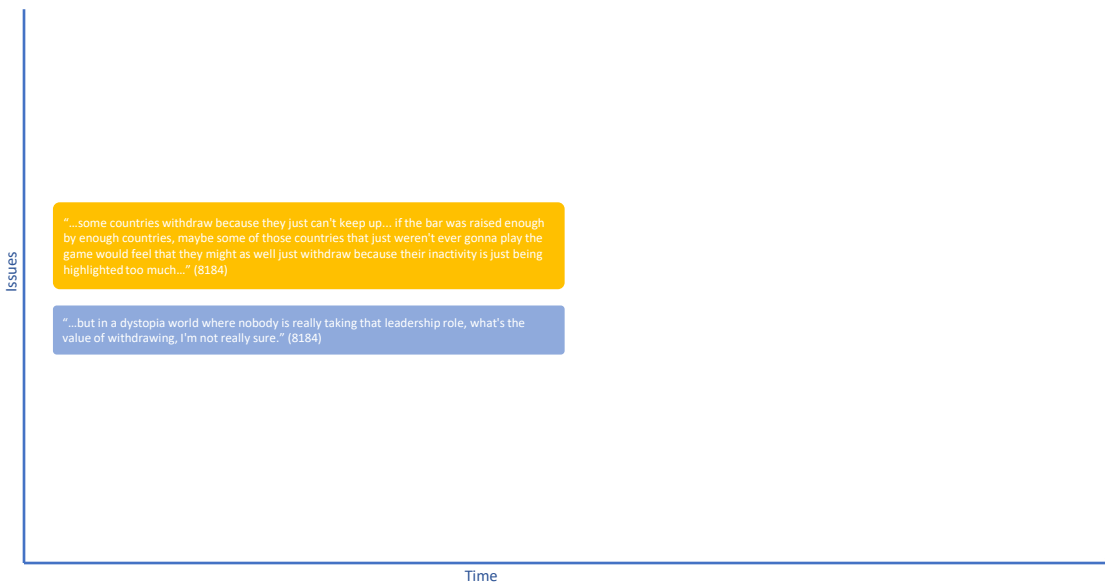 Issues
“…some countries withdraw because they just can't keep up... if the bar was raised enough
by enough countries, maybe some of those countries that just weren't ever gonna play the
game would feel that they might as well just withdraw because their inactivity is just being
highlighted too much…” (8184)
“…but in a dystopia world where nobody is really taking that leadership role, what's the
value of withdrawing, I'm not really sure.” (8184)
Time